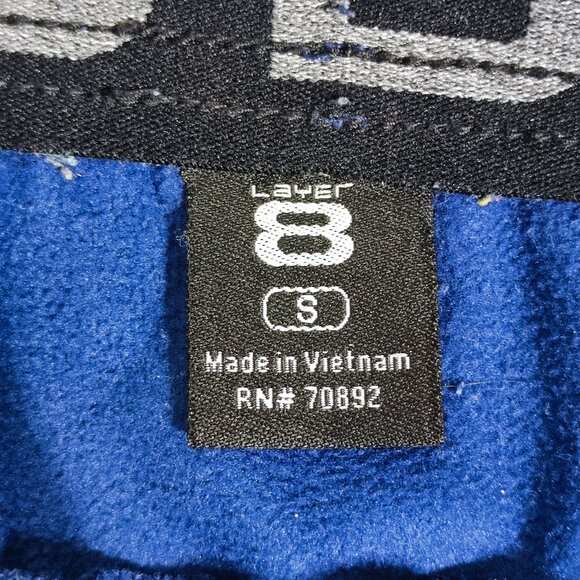 LAYER
8
S
Made in Vietnam
RN# 70892